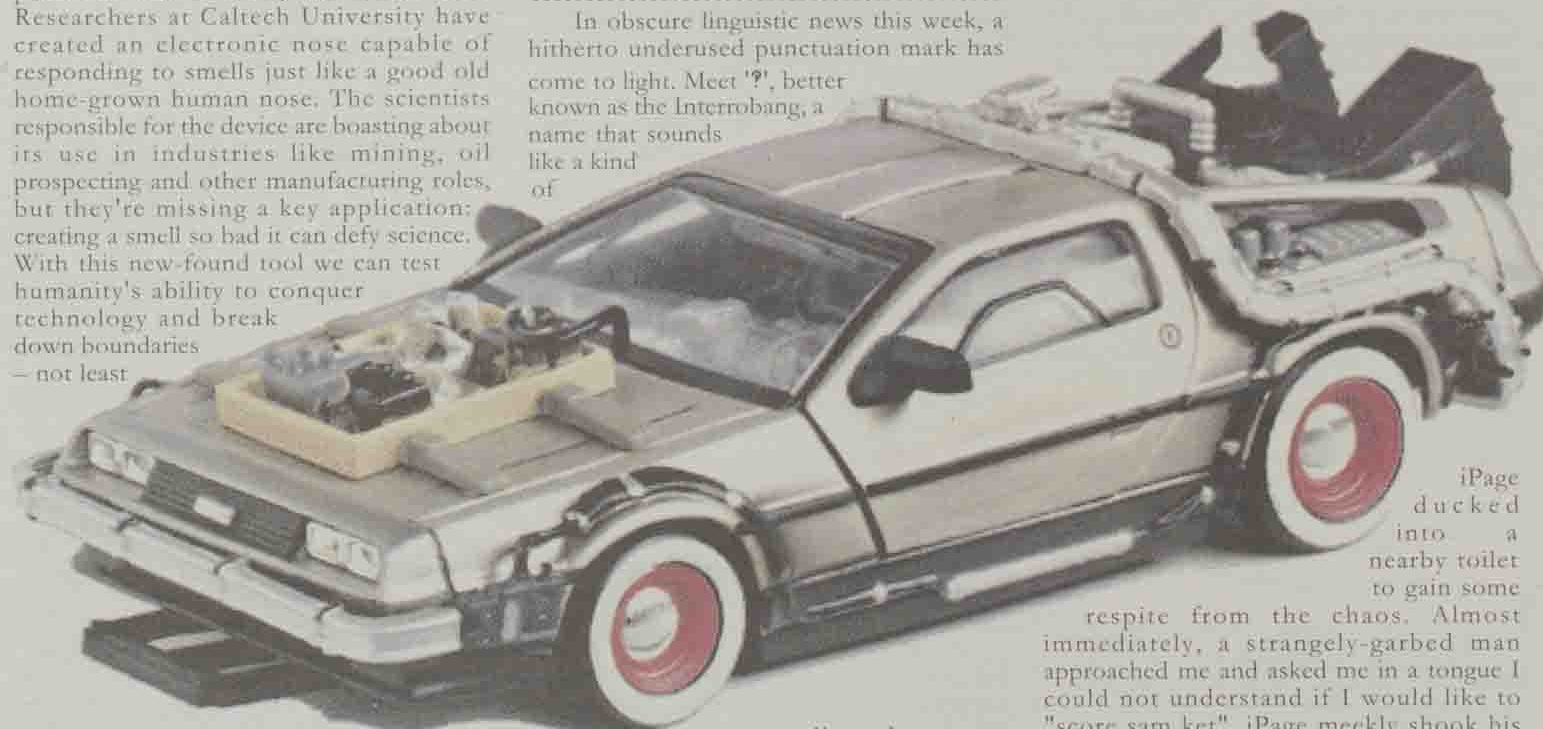 Researchers at Caltech University have
created an electronic nose capable of
responding to smells just like a good old
home-grown human nose. The scientists
responsible for the device are boasting about
its use in industries like mining, oil
prospecting and other manufacturing roles,
but they're missing a key application:
creating a smell so bad it can defy science.
With this new-found tool we can test
humanity's ability to conquer
technology and break
down boundaries
– not least
In obscure linguistic news this week, a
hitherto underused punctuation mark has
come to light. Meet '‽', better
known as the Interrobang, a
name that sounds
like a kind
of
iPage
ducked
into a
nearby toilet
to gain some
respite from the chaos. Almost
immediately, a strangely-garbed man
approached me and asked me in a tongue I
could not understand if I would like to
"score sam ket". iPage meekly shook his